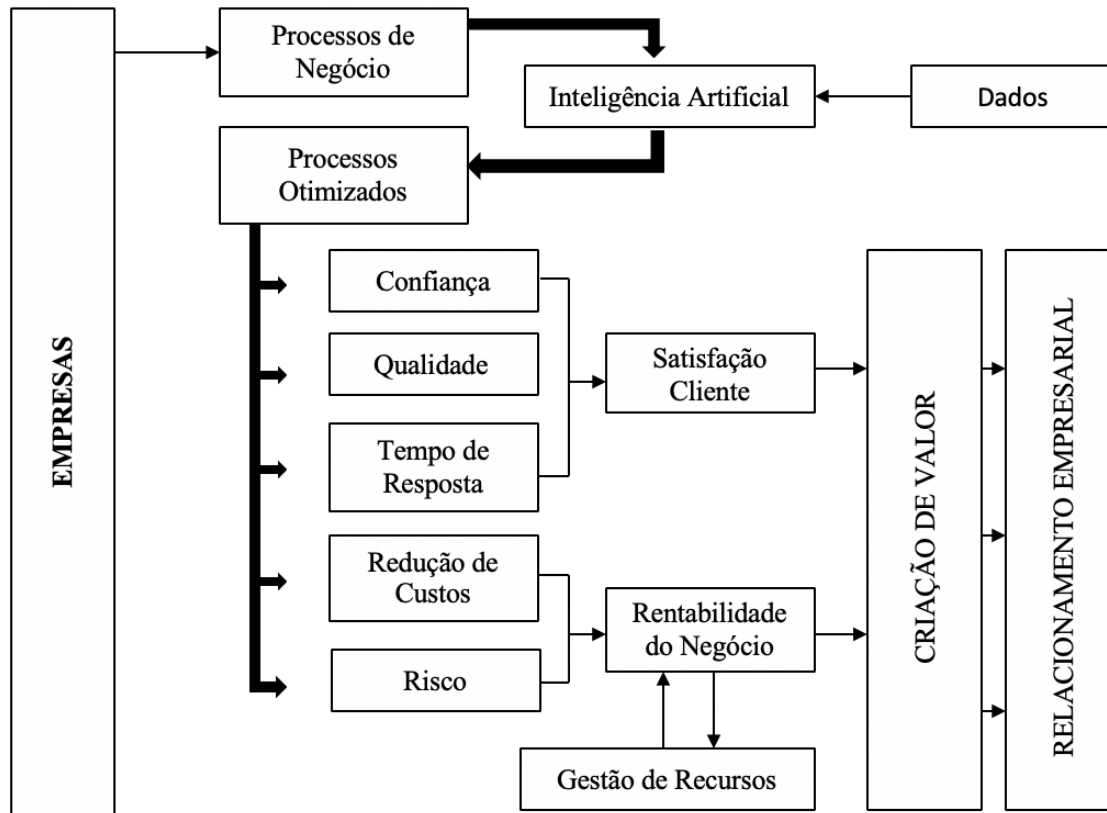 EMPRESAS
Processos de
Negócio
Inteligência Artificial
Dados
Processos
Otimizados
Confiança
Qualidade
Tempo de
Resposta
Redução de
Custos
Risco
Satisfação
Cliente
Rentabilidade
do Negócio
Gestão de Recursos
CRIAÇÃO DE VALOR
RELACIONAMENTO EMPRESARIAL